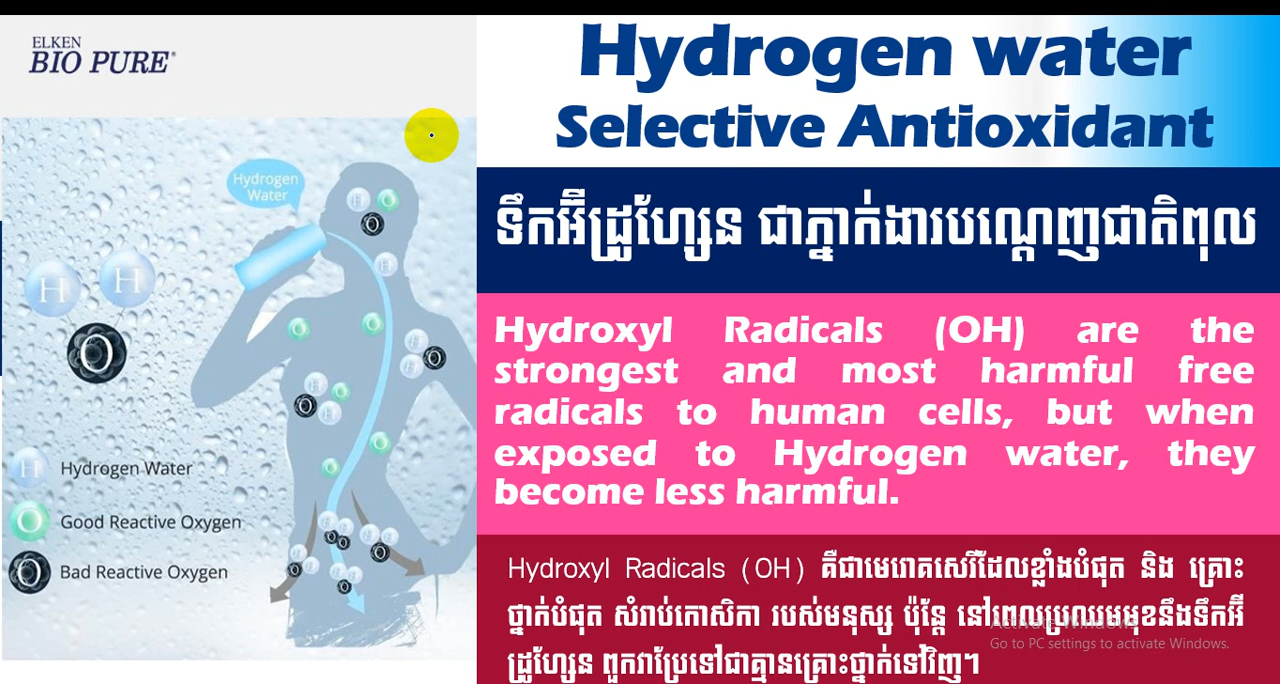 ELKEN
BIO PURE®
Hydrogen water
Selective Antioxidant
ទឹកអ៊ីដ្រូហ្សែន ជាភ្នាក់ងារបណ្តេញជាតិពុល
Hydroxyl Radicals (OH) are the
strongest and most harmful free
radicals to human cells, but when
exposed to Hydrogen water, they
become less harmful.
Hydroxyl Radicals (OH) គឺជាមេរោគសេរីដែលខ្លាំងបំផុត និង គ្រោះ
ថ្នាក់បំផុត សំរាប់កោសិកា របស់មនុស្ស ប៉ុន្តែ នៅពេលប្រឈមមុខនឹងទឹកអ៊ី
ដ្រូហ្សែន ពួកវាប្រែទៅជាគ្មានគ្រោះថ្នាក់ទៅវិញ។
Activate Windows
Go to PC settings to activate Windows.
Hydrogen
Water
H O
O
H
H
H O
H O
O H
O
O
H H
O
H Hydrogen Water
O Good Reactive Oxygen
O Bad Reactive Oxygen